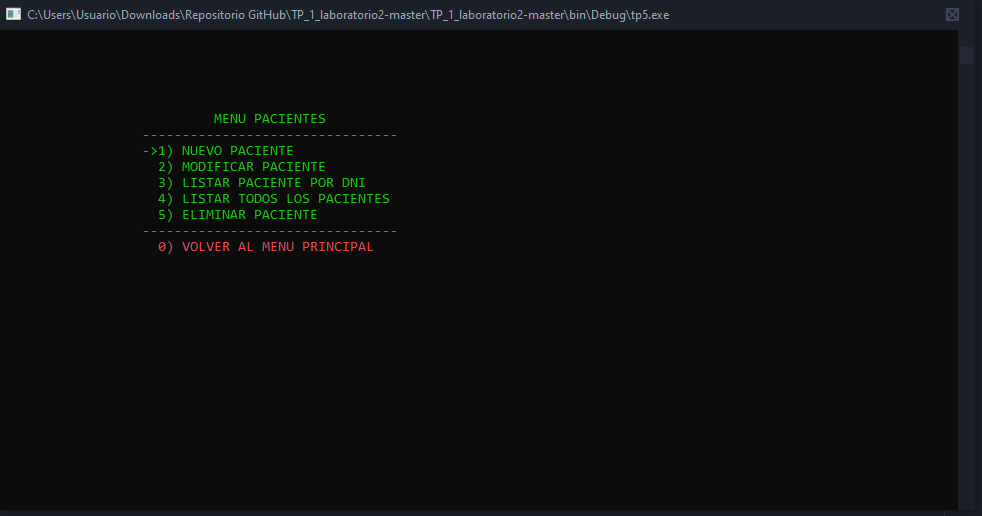 C:\Users\Usuario\Downloads\Repositorio GitHub\TP_1_laboratorio2-master\TP_1_laboratorio2-master\bin\Debug\tp5.exe
MENU PACIENTES
--------------------------------
->1) NUEVO PACIENTE
2) MODIFICAR PACIENTE
3) LISTAR PACIENTE POR DNI
4) LISTAR TODOS LOS PACIENTES
5) ELIMINAR PACIENTE
--------------------------------
0) VOLVER AL MENU PRINCIPAL